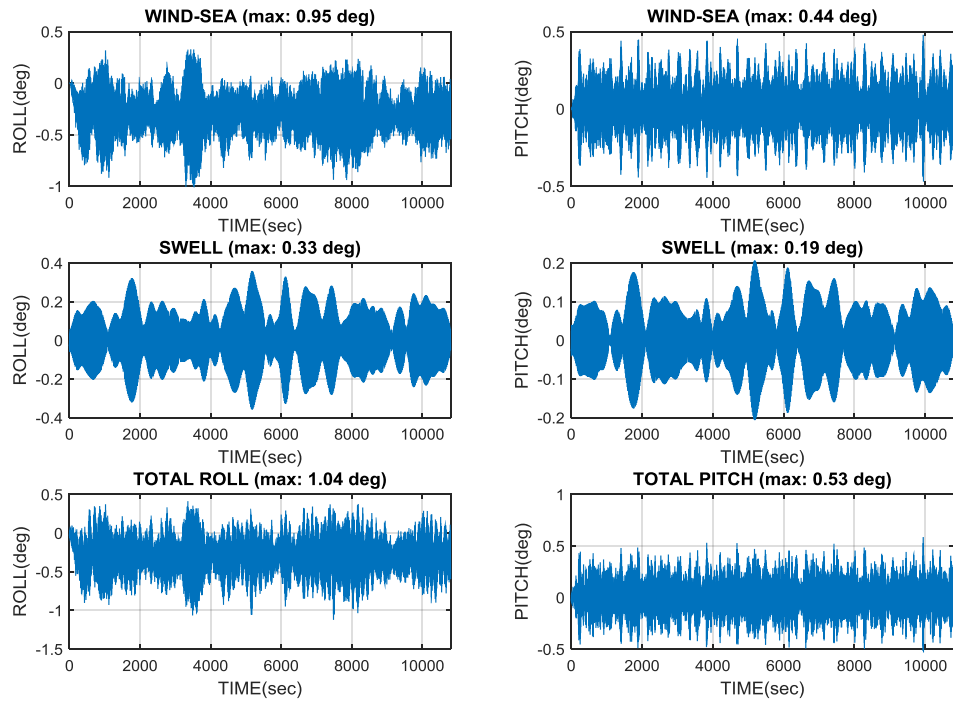 WIND-SEA (max: 0.95 deg)
0.5
0
-0.5
-1
ROLL(deg)
0 2000 4000 6000 8000 10000
TIME(sec)
WIND-SEA (max: 0.44 deg)
0.5
0
0.5
PITCH(deg)
0 2000 4000 6000 8000 10000
TIME(sec)
SWELL (max: 0.33 deg)
0.4
0.2
0
-0.2
-0.4
ROLL(deg)
0 2000 4000 6000 8000 10000
TIME(sec)
SWELL (max: 0.19 deg)
0.2
0.1
0
-0.1
-0.2
PITCH(deg)
0 2000 4000 6000 8000 10000
TIME(sec)
TOTAL ROLL (max: 1.04 deg)
0.5
0
-0.5
-1
-1.5
ROLL(deg)
0 2000 4000 6000 8000 10000
TIME(sec)
TOTAL PITCH (max: 0.53 deg)
1
0.5
0
-0.5
PITCH(deg)
0 2000 4000 6000 8000 10000
TIME(sec)